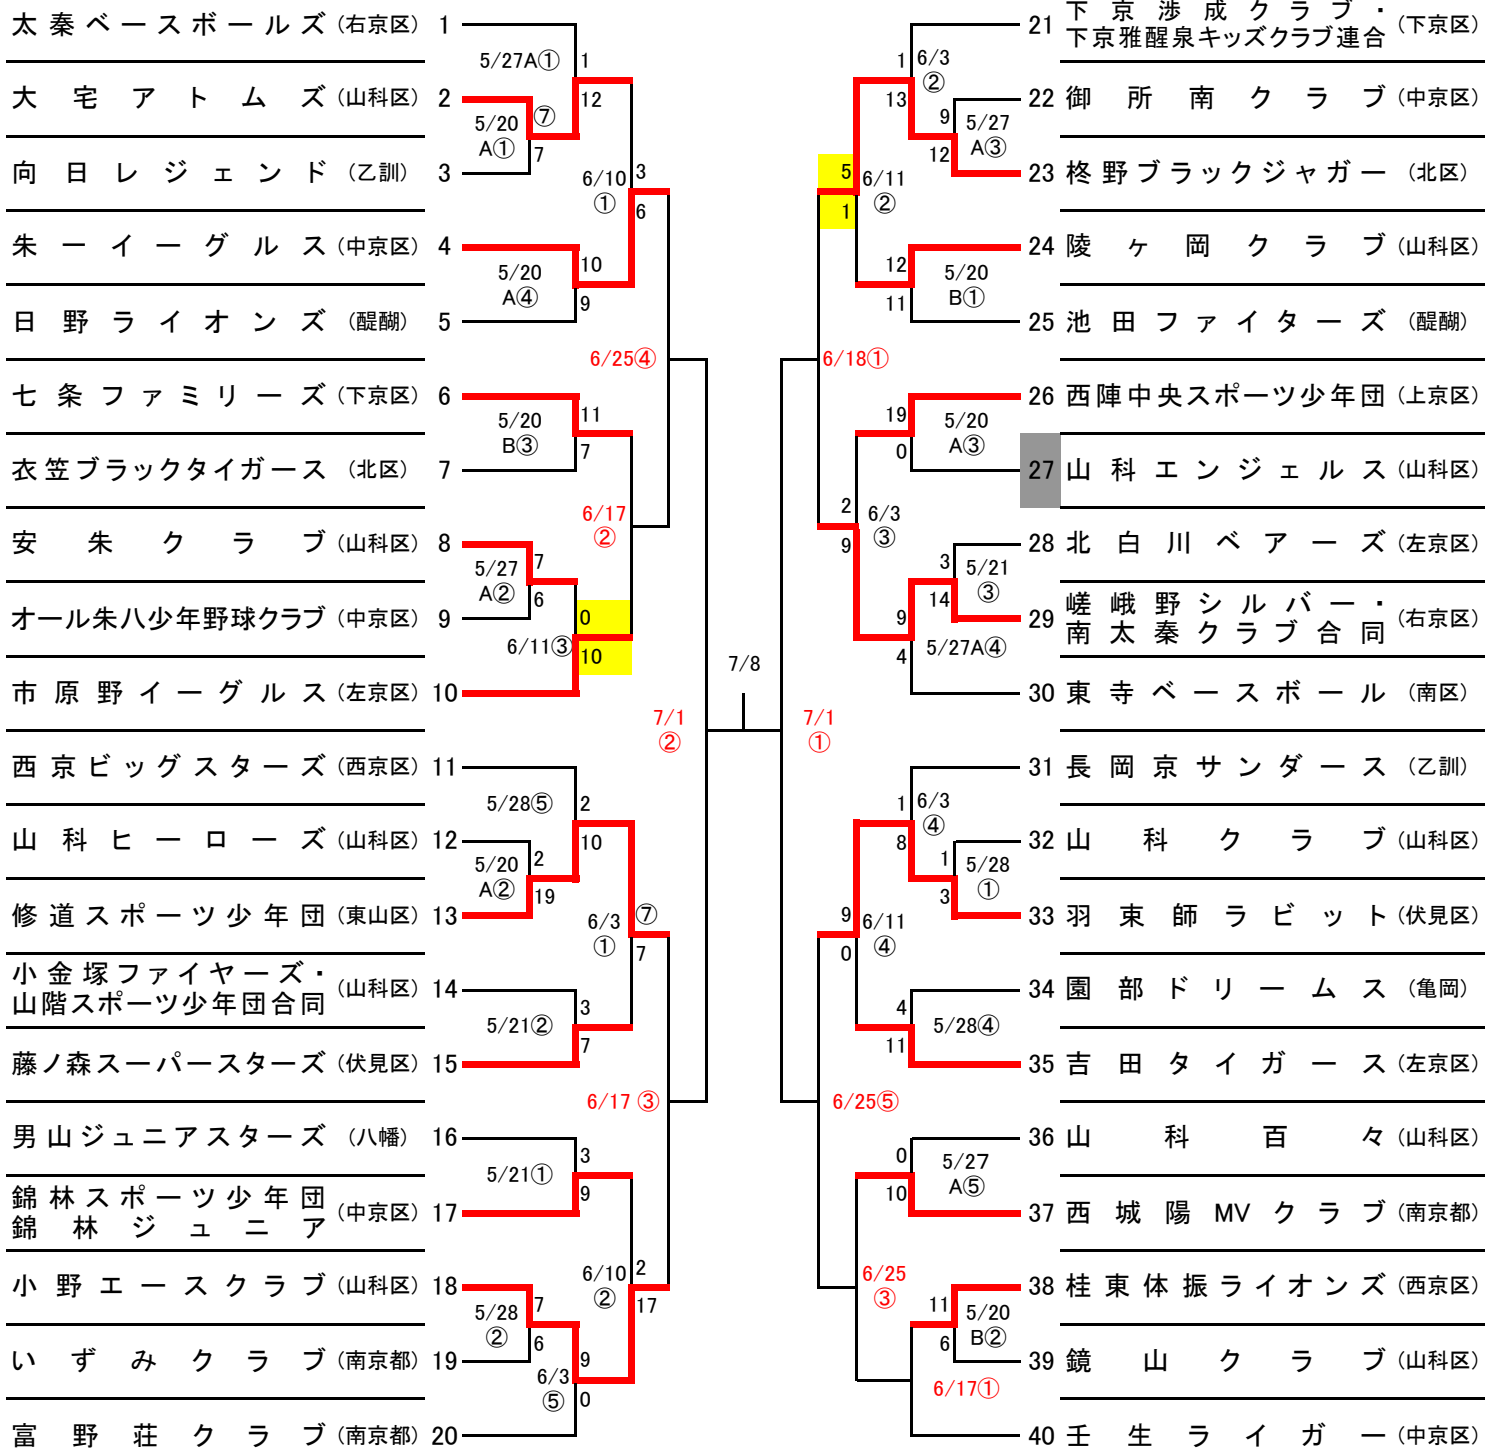 太秦ベースボールズ (右京区) 1
5/27A① 1
12
大宅アトムズ (山科区) 2
5/20
A①
⑦
7
向日レジェンド (乙訓) 3
6/10
①
3
6
朱一イーグルス (中京区) 4
5/20
A④
10
9
日野ライオンズ (醍醐) 5
6/25④
七条ファミリーズ (下京区) 6
5/20
B③
11
7
衣笠ブラックタイガース (北区) 7
6/17
②
安朱クラブ (山科区) 8
5/27
A②
7
6
オール朱八少年野球クラブ (中京区) 9
6/11③
0
10
市原野イーグルス (左京区) 10
7/1
②
7/8
西京ビッグスターズ (西京区) 11
5/28⑤
2
10
山科ヒーローズ (山科区) 12
5/20
A②
2
19
修道スポーツ少年団 (東山区) 13
6/3
①
⑦
7
小金塚ファイヤーズ・
山階スポーツ少年団合同 (山科区) 14
5/21②
3
7
藤ノ森スーパースターズ (伏見区) 15
6/17 ③
男山ジュニアスターズ (八幡) 16
5/21①
3
9
錦林スポーツ少年団
錦林ジュニア (中京区) 17
6/10
②
2
17
小野エースクラブ (山科区) 18
5/28
②
7
6
いずみクラブ (南京都) 19
6/3
⑤
9
0
富野荘クラブ (南京都) 20
21 下京渉成クラブ・
下京雅醒泉キッズクラブ連合 (下京区)
1
13
6/3
②
22 御所南クラブ (中京区)
9
12
5/27
A③
23 柊野ブラックジャガー (北区)
5
1
6/11
②
24 陵ヶ岡クラブ (山科区)
12
11
5/20
B①
25 池田ファイターズ (醍醐)
6/18①
26 西陣中央スポーツ少年団 (上京区)
19
0
5/20
A③
27 山科エンジェルス (山科区)
2
9
6/3
③
28 北白川ベアーズ (左京区)
3
14
5/21
③
29 嵯峨野シルバー・
南太秦クラブ合同 (右京区)
9
4
5/27A④
30 東寺ベースボール (南区)
7/1
①
31 長岡京サンダース (乙訓)
1
8
6/3
④
32 山科クラブ (山科区)
1
3
5/28
①
33 羽束師ラビット (伏見区)
9
0
6/11
④
34 園部ドリームス (亀岡)
4
11
5/28④
35 吉田タイガース (左京区)
6/25⑤
36 山科百々 (山科区)
0
10
5/27
A⑤
37 西城陽MVクラブ (南京都)
6/25
③
38 桂東体振ライオンズ (西京区)
11
6
5/20
B②
39 鏡山クラブ (山科区)
6/17①
40 壬生ライガー (中京区)